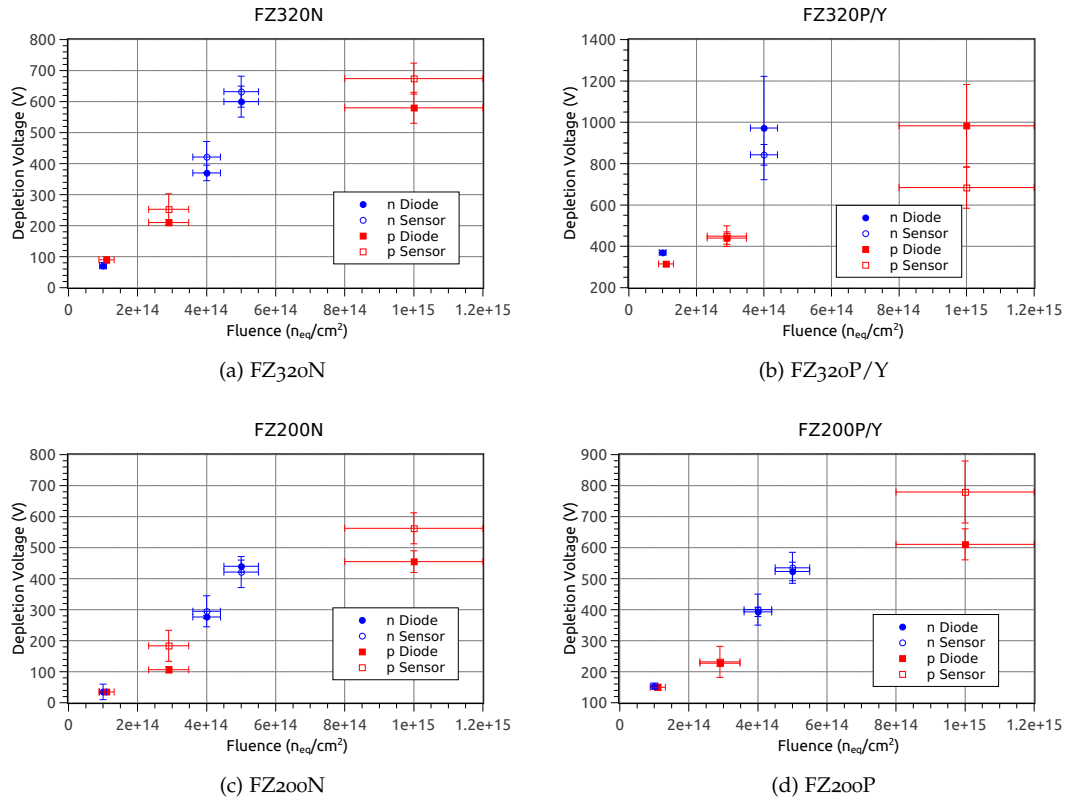 FZ320N
800
700
600
500
400
300
200
100
0
Depletion Voltage (V)
n Diode
n Sensor
p Diode
p Sensor
0 2e+14 4e+14 6e+14 8e+14 1e+15 1.2e+15
Fluence (n_eq/cm²)
(a) FZ320N
FZ320P/Y
1400
1200
1000
800
600
400
200
Depletion Voltage (V)
n Diode
n Sensor
p Diode
p Sensor
0 2e+14 4e+14 6e+14 8e+14 1e+15 1.2e+15
Fluence (n_eq/cm²)
(b) FZ320P/Y
FZ200N
800
700
600
500
400
300
200
100
0
Depletion Voltage (V)
n Diode
n Sensor
p Diode
p Sensor
0 2e+14 4e+14 6e+14 8e+14 1e+15 1.2e+15
Fluence (n_eq/cm²)
(c) FZ200N
FZ200P/Y
900
800
700
600
500
400
300
200
100
Depletion Voltage (V)
n Diode
n Sensor
p Diode
p Sensor
0 2e+14 4e+14 6e+14 8e+14 1e+15 1.2e+15
Fluence (n_eq/cm²)
(d) FZ200P